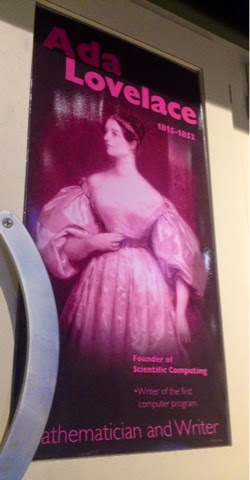 Ada
Lovelace
1815-1852
Founder of
Scientific Computing
•Writer of the first
computer program.
athematician and Writer